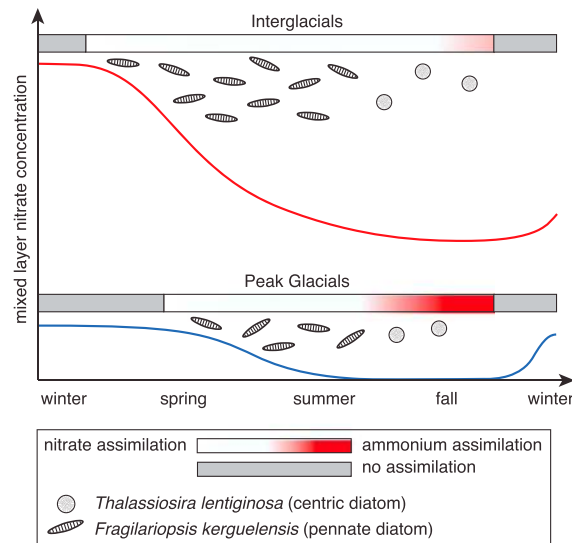 Interglacials
mixed layer nitrate concentration
Peak Glacials
winter spring summer fall winter
nitrate assimilation ammonium assimilation
no assimilation
Thalassiosira lentiginosa (centric diatom)
Fragilariopsis kerguelensis (pennate diatom)